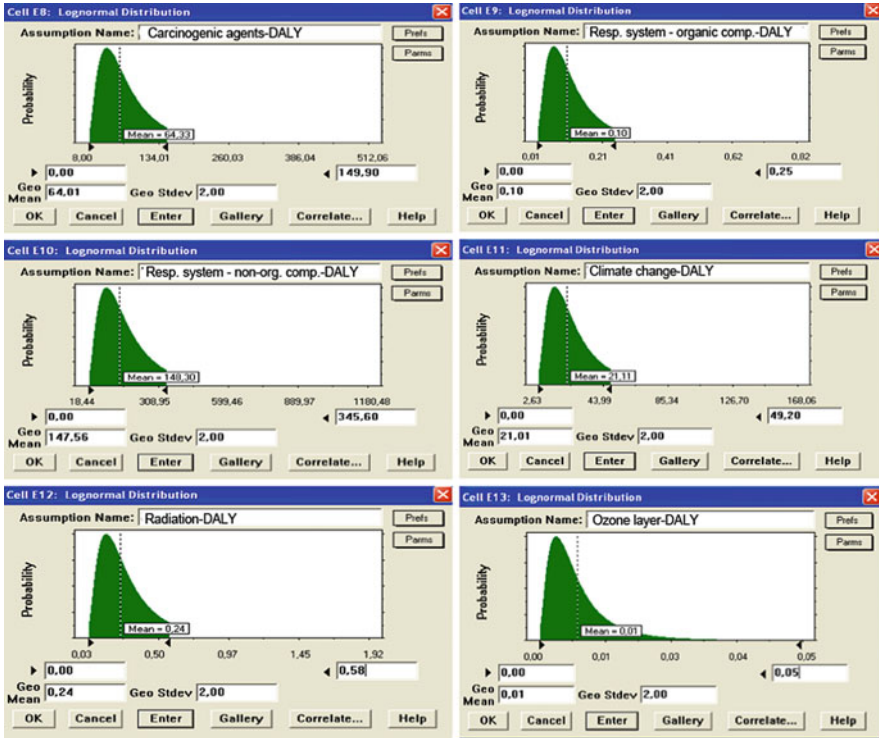 Cell E8: Lognormal Distribution
Assumption Name: Carcinogenic agents-DALY
Prefs
Parms
Probability
Mean = 64,33
8,00 134,01 260,03 386,04 512,06
0,00 149,90
Geo Mean 64,01 Geo Stdev 2,00
OK Cancel Enter Gallery Correlate... Help
Cell E9: Lognormal Distribution
Assumption Name: Resp. system - organic comp.-DALY
Prefs
Parms
Probability
Mean = 0,10
0,01 0,21 0,41 0,62 0,82
0,00 0,25
Geo Mean 0,10 Geo Stdev 2,00
OK Cancel Enter Gallery Correlate... Help
Cell E10: Lognormal Distribution
Assumption Name: Resp. system - non-org. comp.-DALY
Prefs
Parms
Probability
Mean = 148,30
18,44 308,95 599,46 889,97 1180,48
0,00 345,60
Geo Mean 147,56 Geo Stdev 2,00
OK Cancel Enter Gallery Correlate... Help
Cell E11: Lognormal Distribution
Assumption Name: Climate change-DALY
Prefs
Parms
Probability
Mean = 21,11
2,63 43,99 85,34 126,70 168,06
0,00 49,20
Geo Mean 21,01 Geo Stdev 2,00
OK Cancel Enter Gallery Correlate... Help
Cell E12: Lognormal Distribution
Assumption Name: Radiation-DALY
Prefs
Parms
Probability
Mean = 0,24
0,03 0,50 0,97 1,45 1,92
0,00 0,58
Geo Mean 0,24 Geo Stdev 2,00
OK Cancel Enter Gallery Correlate... Help
Cell E13: Lognormal Distribution
Assumption Name: Ozone layer-DALY
Prefs
Parms
Probability
Mean = 0,01
0,00 0,01 0,03 0,04 0,05
0,00 0,05
Geo Mean 0,01 Geo Stdev 2,00
OK Cancel Enter Gallery Correlate... Help